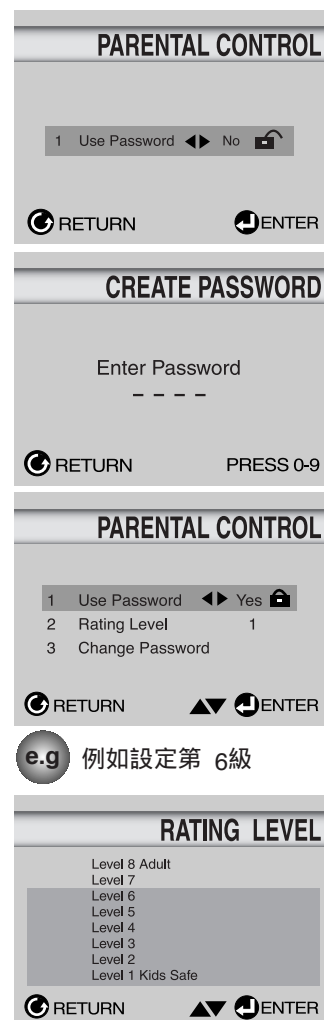 PARENTAL CONTROL
1 Use Password ◀▶ No
RETURN ENTER
CREATE PASSWORD
Enter Password
– – – –
RETURN PRESS 0-9
PARENTAL CONTROL
1 Use Password ◀▶ Yes
2 Rating Level 1
3 Change Password
RETURN ▲▼ ENTER
e.g 例如設定第 6級
RATING LEVEL
Level 8 Adult
Level 7
Level 6
Level 5
Level 4
Level 3
Level 2
Level 1 Kids Safe
RETURN ▲▼ ENTER